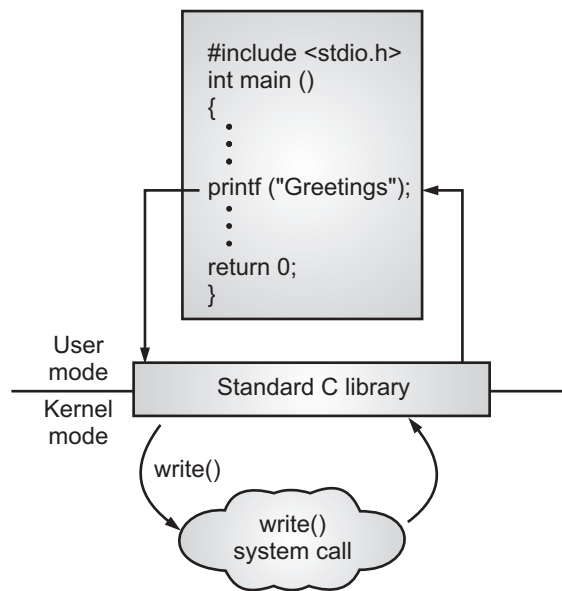 #include <stdio.h>
int main ()
{
•
•
•
printf ("Greetings");
•
•
•
return 0;
}
User
mode
Standard C library
Kernel
mode
write()
write()
system call